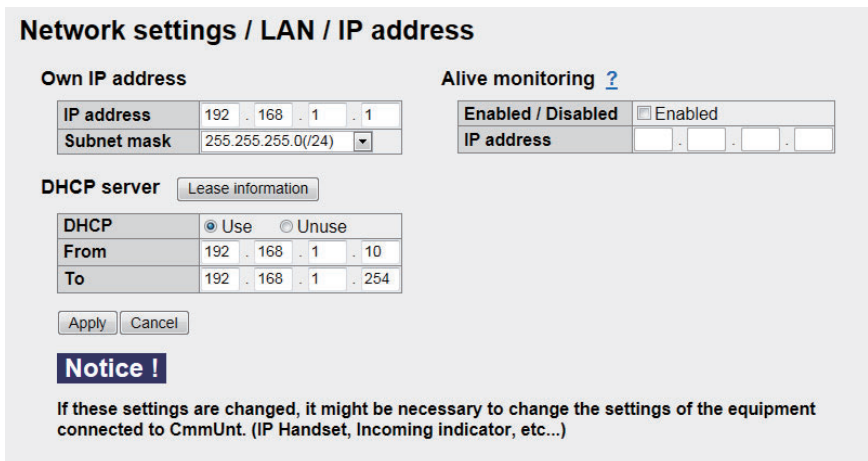 Network settings / LAN / IP address
Own IP address
IP address 192 . 168 . 1 . 1
Subnet mask 255.255.255.0(/24)
Alive monitoring ?
Enabled / Disabled Enabled
IP address . . .
DHCP server Lease information
DHCP Use Unuse
From 192 . 168 . 1 . 10
To 192 . 168 . 1 . 254
Apply Cancel
Notice !
If these settings are changed, it might be necessary to change the settings of the equipment
connected to CmmUnt. (IP Handset, Incoming indicator, etc...)